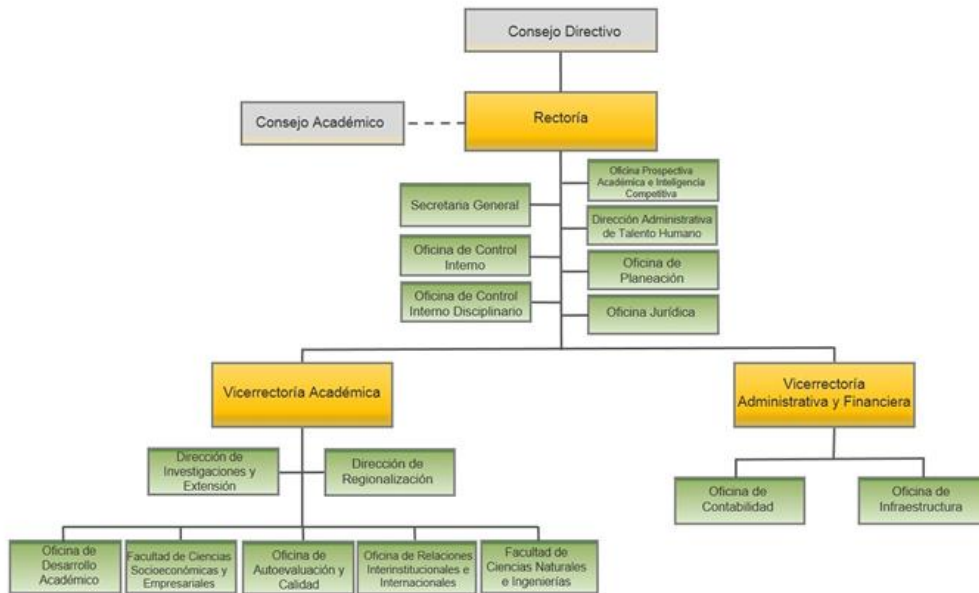 Consejo Directivo
Rectoría
Consejo Académico
Oficina Prospectiva
Académica e Inteligencia
Competitiva
Secretaria General
Dirección Administrativa
de Talento Humano
Oficina de Control
Interno
Oficina de
Planeación
Oficina de Control
Interno Disciplinario
Oficina Jurídica
Vicerrectoría Académica
Vicerrectoría
Administrativa y Financiera
Dirección de
Investigaciones y
Extensión
Dirección de
Regionalización
Oficina de
Contabilidad
Oficina de
Infraestructura
Oficina de
Desarrollo
Académico
Facultad de Ciencias
Socioeconómicas y
Empresariales
Oficina de
Autoevaluación y
Calidad
Oficina de Relaciones
Interinstitucionales e
Internacionales
Facultad de
Ciencias Naturales
e Ingenierías